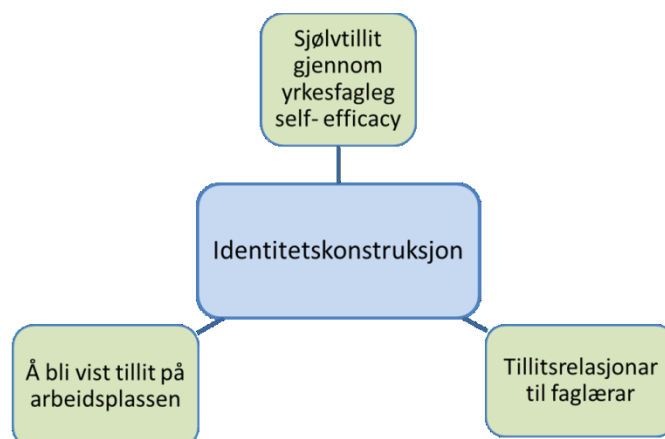 Sjølvtillit
gjennom
yrkesfagleg
self- efficacy
Identitetskonstruksjon
Å bli vist tillit på
arbeidsplassen
Tillitsrelasjonar
til faglærar